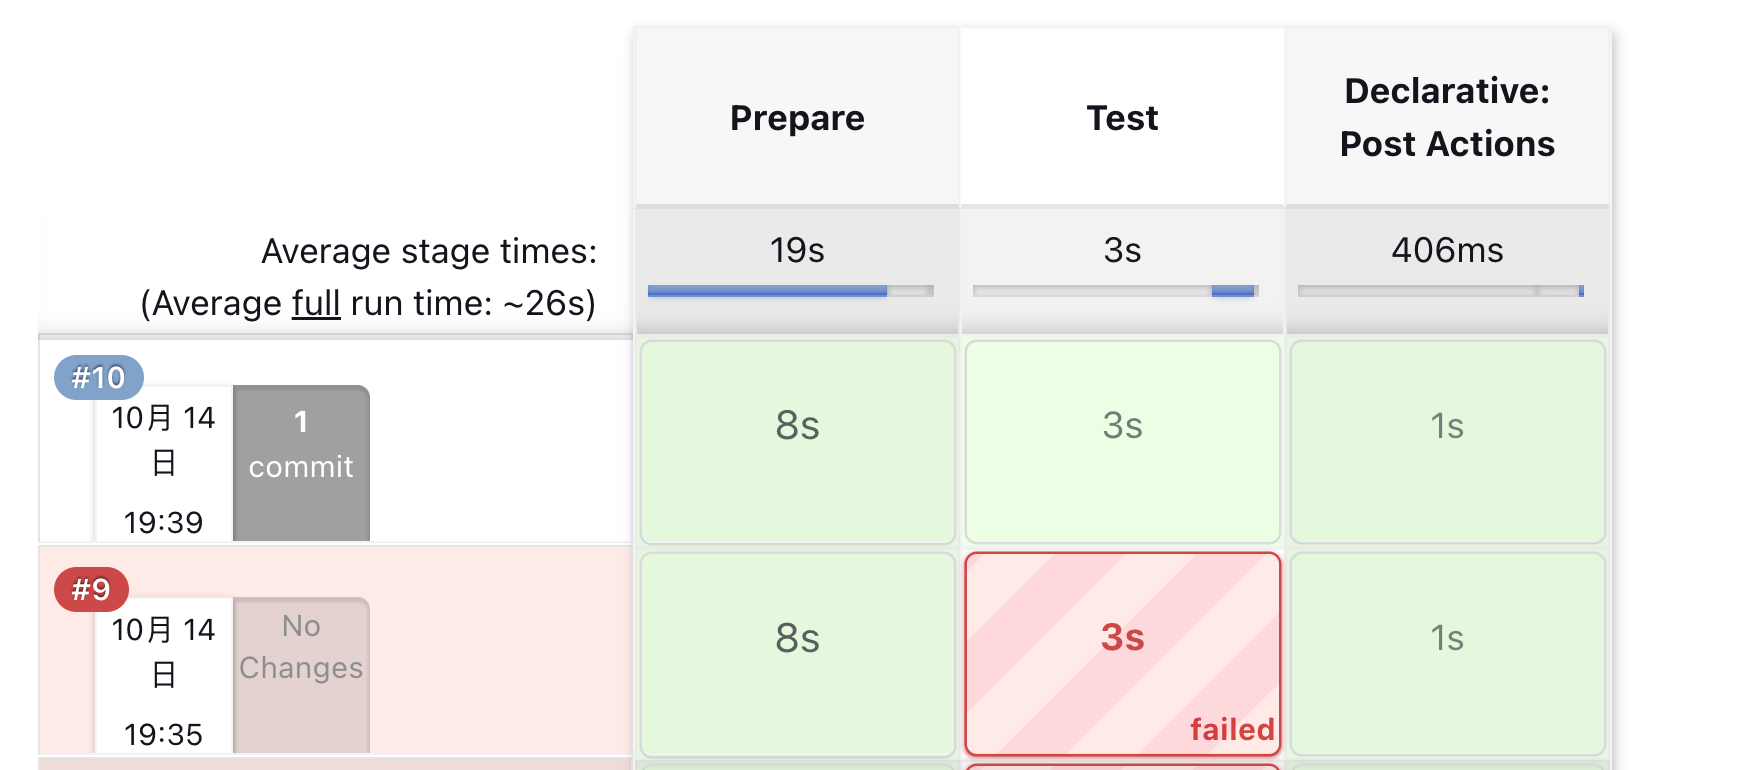 Prepare
Test
Declarative:
Post Actions
Average stage times:
(Average full run time: ~26s)
19s
3s
406ms
#10
10月 14
日
19:39
1
commit
8s
3s
1s
#9
10月 14
日
19:35
No
Changes
8s
3s
failed
1s